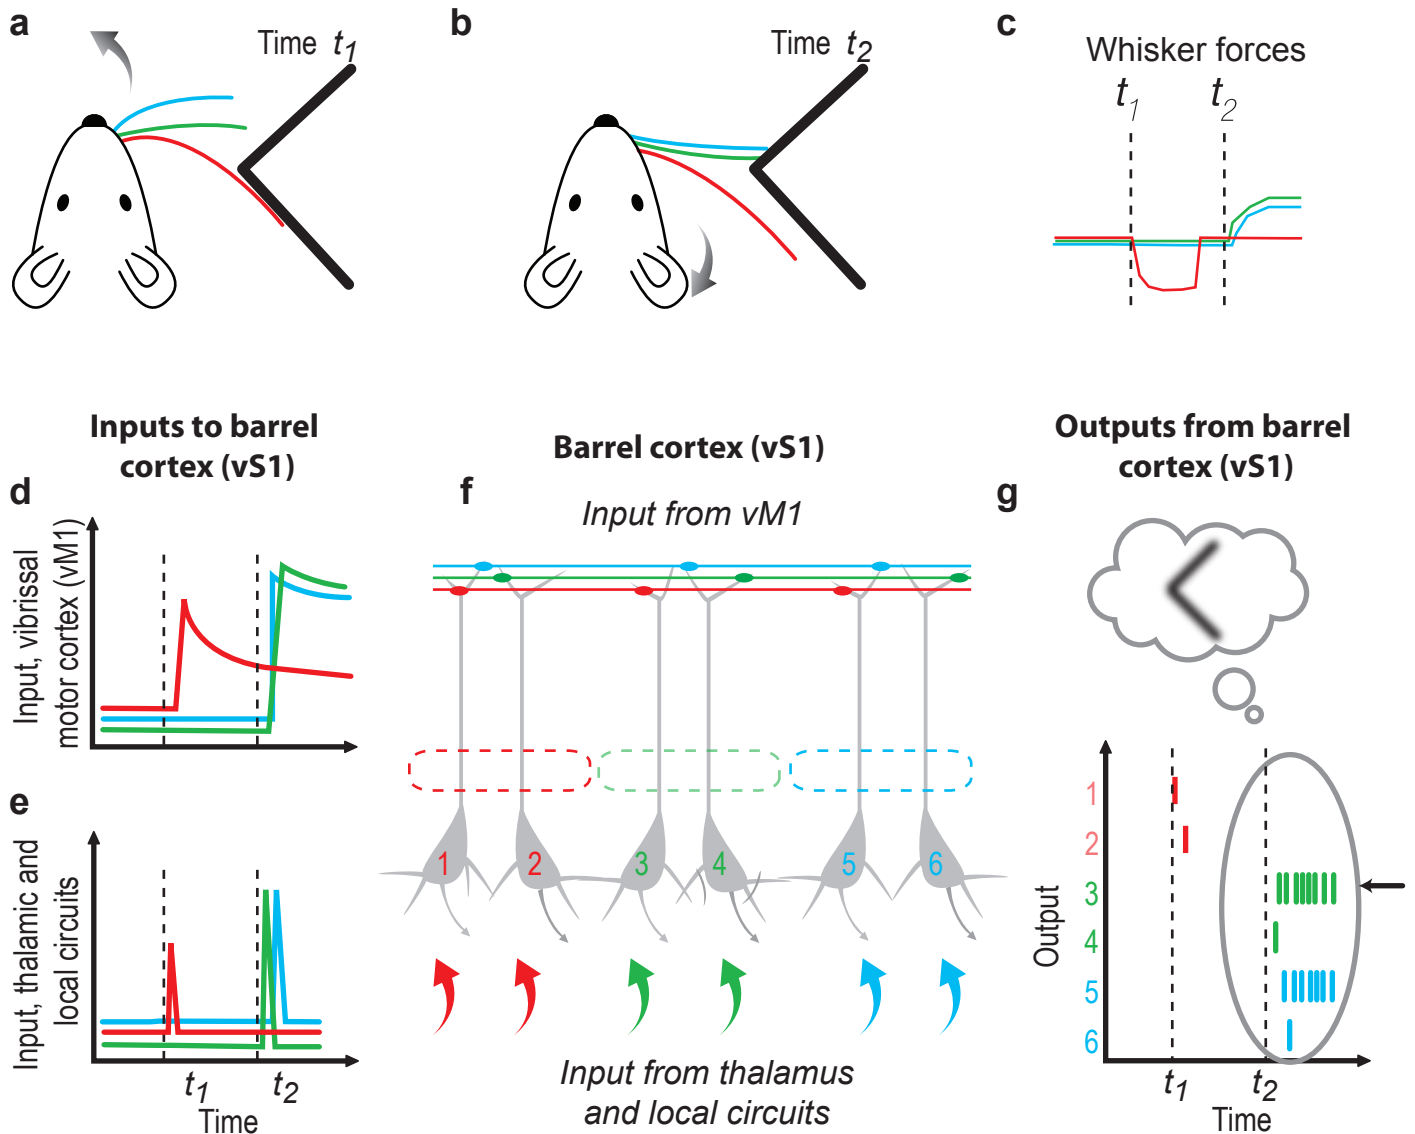 a
Time t1
b
Time t2
c
Whisker forces
t1
t2
Inputs to barrel
cortex (vS1)
Barrel cortex (vS1)
Outputs from barrel
cortex (vS1)
d
Input, vibrissal
motor cortex (vM1)
e
Input, thalamic and
local circuits
t1
t2
Time
f
Input from vM1
1
2
3
4
5
6
Input from thalamus
and local circuits
g
Output
1
2
3
4
5
6
t1
t2
Time